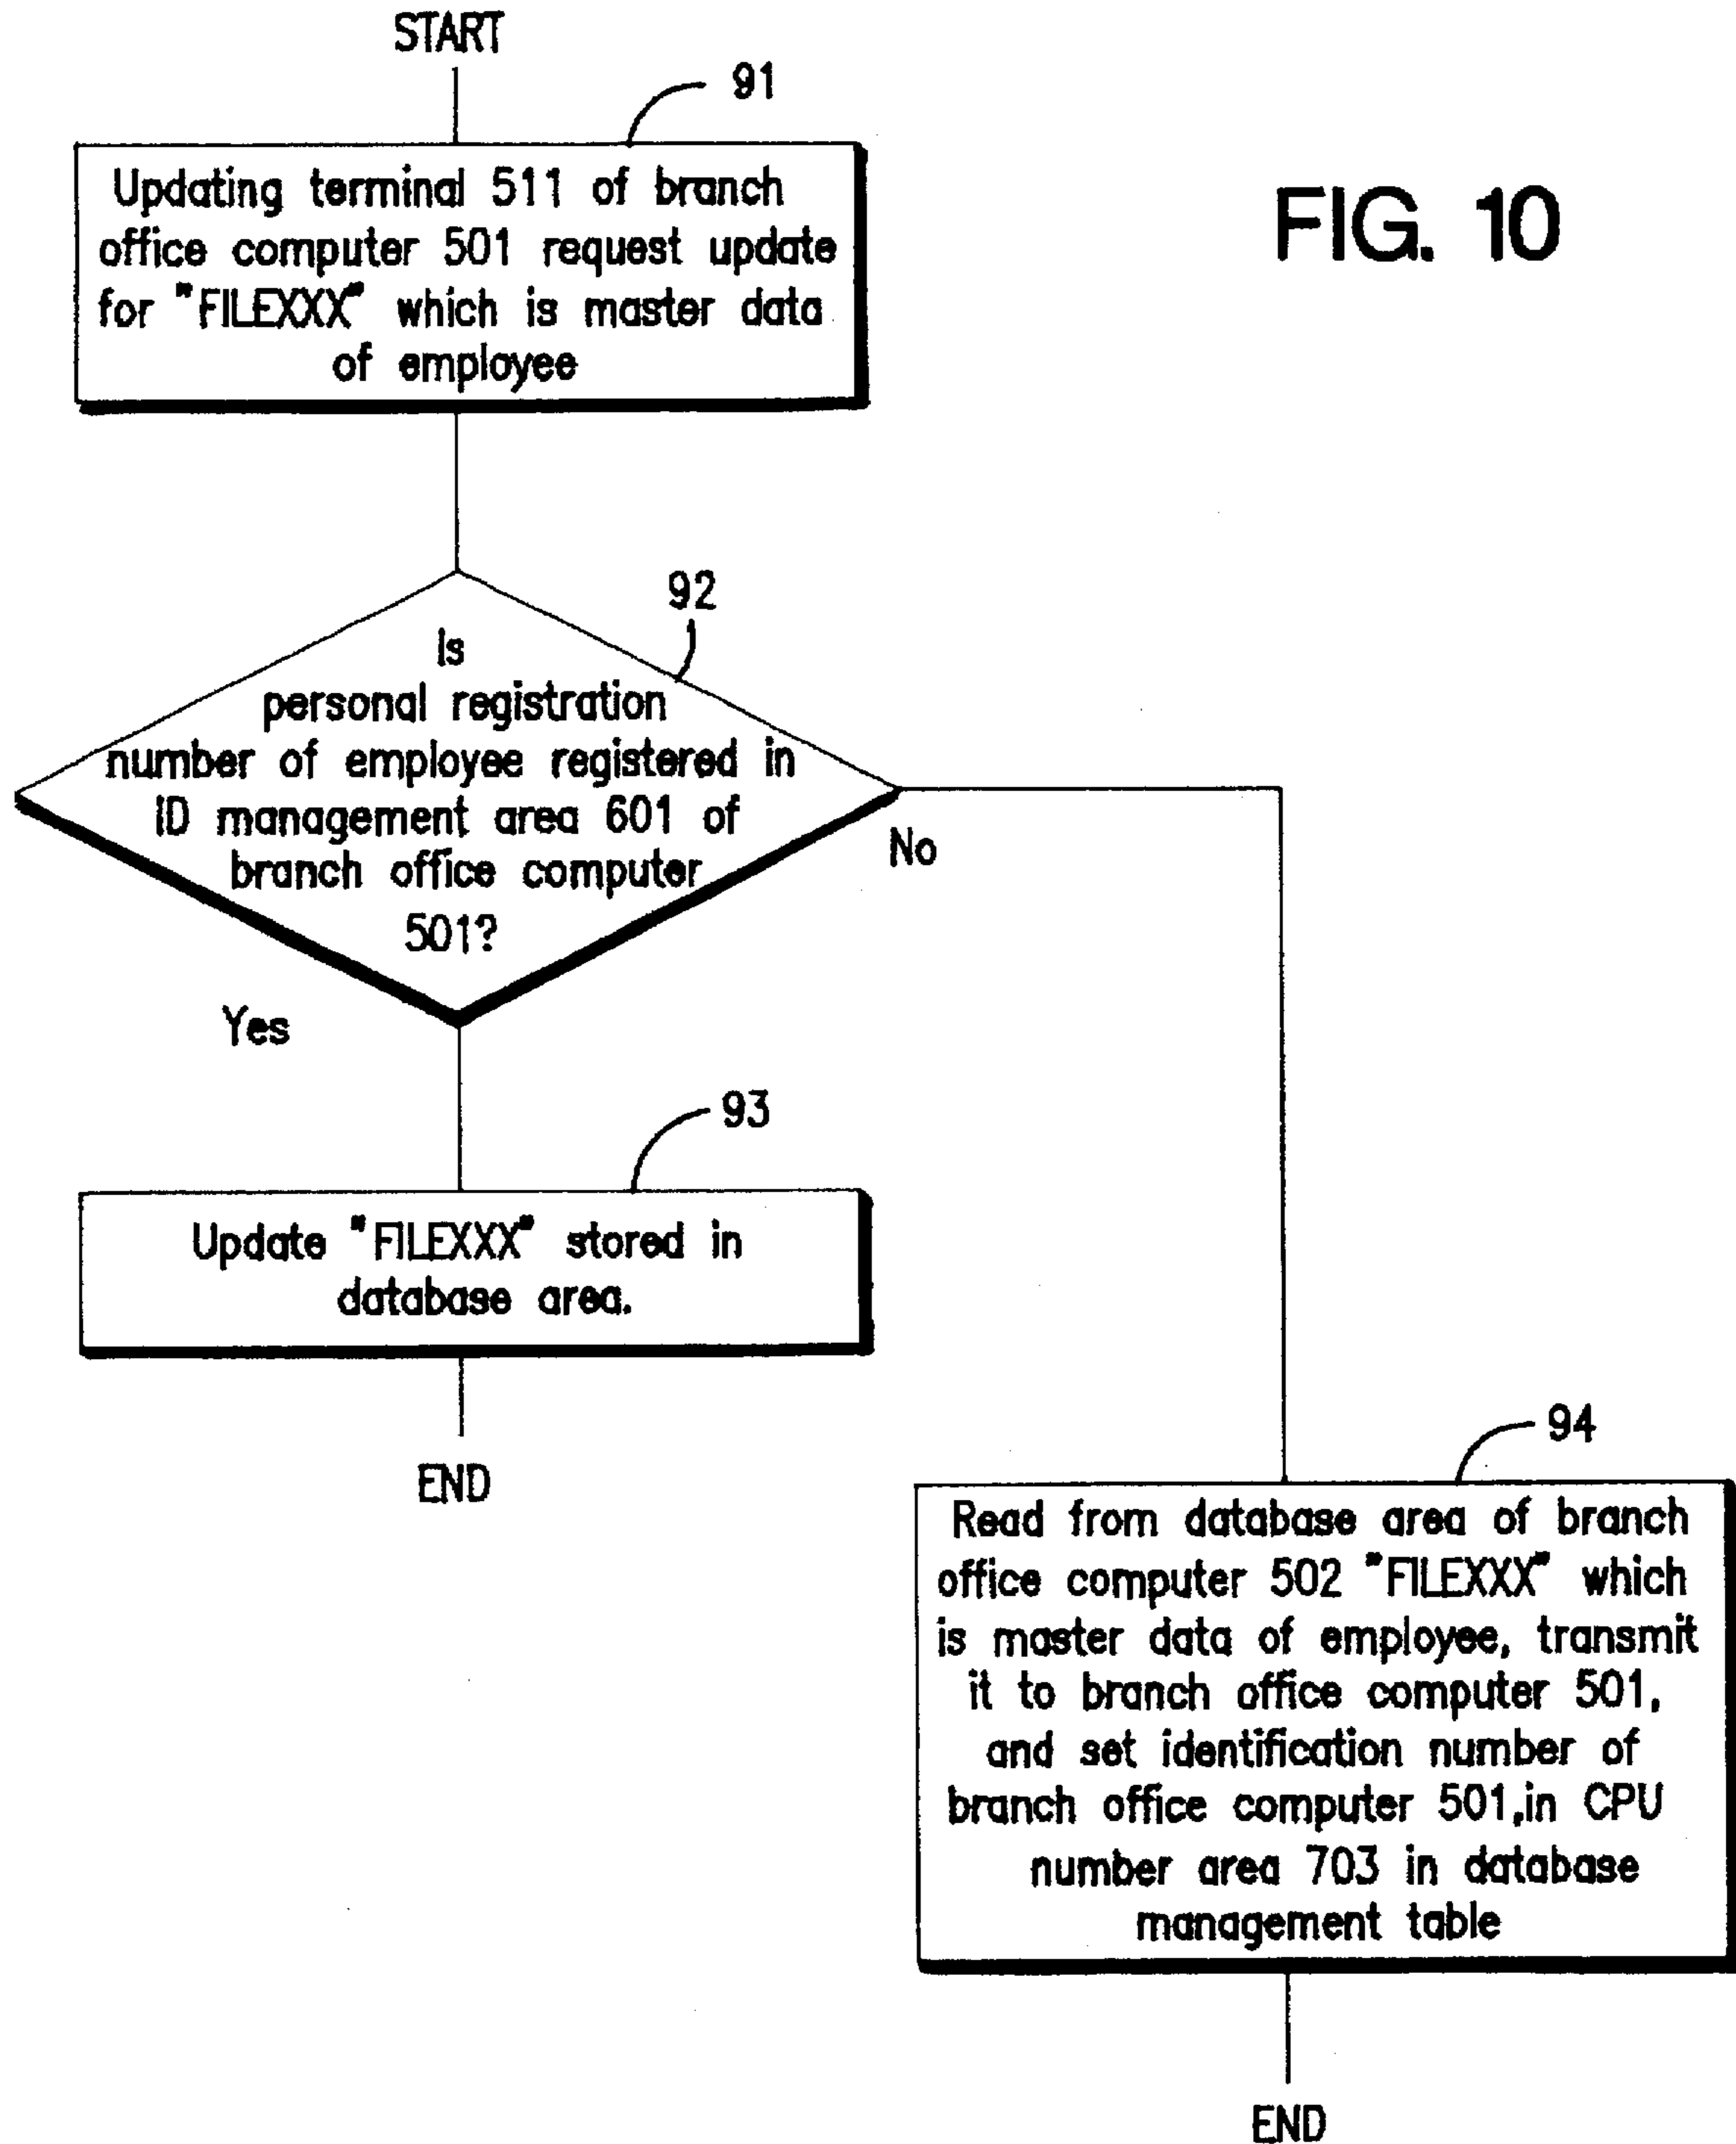 START
91
Updating terminal 511 of branch
office computer 501 request update
for "FILEXXX" which is master data
of employee
FIG. 10
92
Is
personal registration
number of employee registered in
ID management area 601 of
branch office computer
501?
No
Yes
93
Update "FILEXXX" stored in
database area.
END
94
Read from database area of branch
office computer 502 "FILEXXX" which
is master data of employee, transmit
it to branch office computer 501,
and set identification number of
branch office computer 501,in CPU
number area 703 in database
management table
END